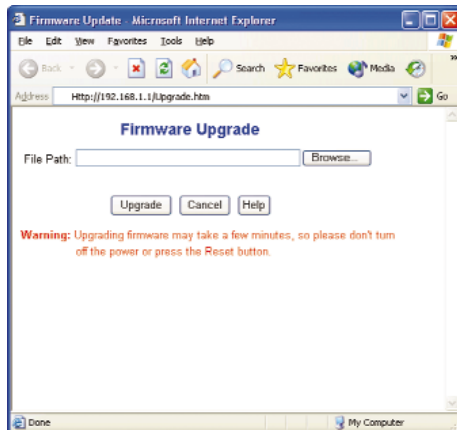 Firmware Update - Microsoft Internet Explorer
File Edit View Favorites Tools Help
Back Search Favorites Media
Address Http://192.168.1.1/Upgrade.htm Go
Firmware Upgrade
File Path: Browse...
Upgrade Cancel Help
Warning: Upgrading firmware may take a few minutes, so please don't turn
off the power or press the Reset button.
Done My Computer